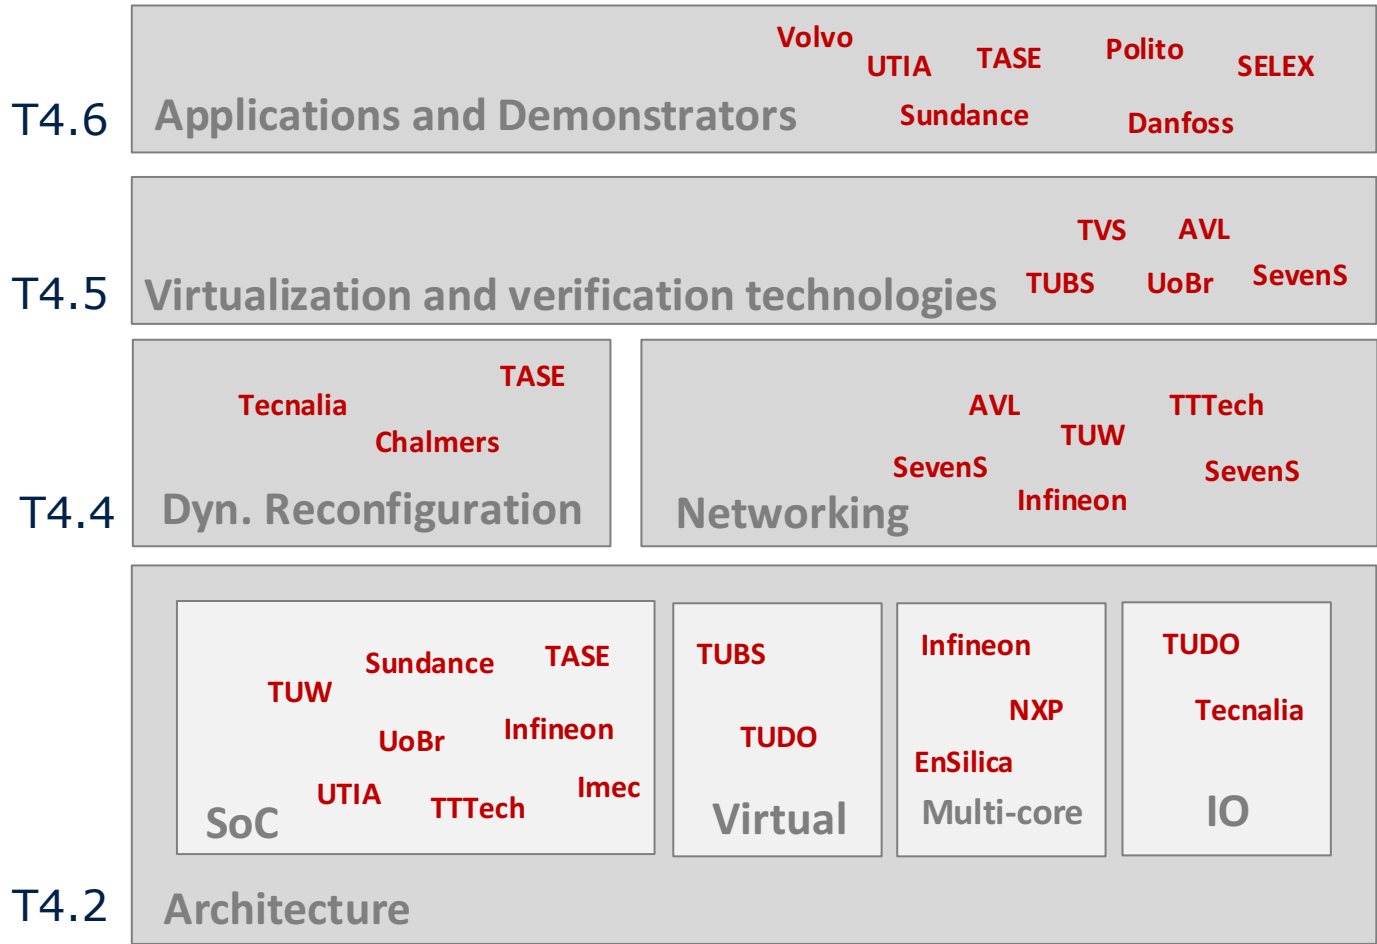 T4.6
Volvo
UTIA
TASE
Polito
SELEX
Sundance
Danfoss
Applications and Demonstrators
T4.5
TVS
AVL
TUBS
UoBr
SevenS
Virtualization and verification technologies
T4.4
TASE
Tecnalia
Chalmers
Dyn. Reconfiguration
AVL
TTTech
TUW
SevenS
SevenS
Infineon
Networking
T4.2
Sundance
TASE
TUW
UoBr
Infineon
UTIA
TTTech
Imec
SoC
TUBS
TUDO
Virtual
Infineon
NXP
EnSilica
Multi-core
TUDO
Tecnalia
IO
Architecture